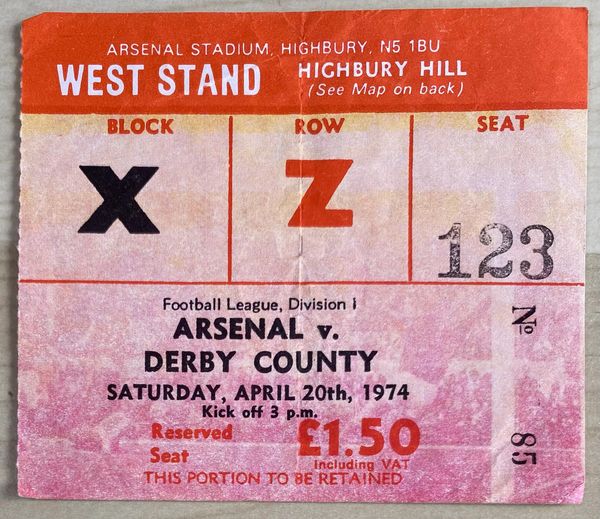 ARSENAL STADIUM, HIGHBURY, N5 1BU
WEST STAND
HIGHBURY HILL
(See Map on back)
BLOCK
ROW
SEAT
X
Z
123
Football League, Division I
ARSENAL v.
DERBY COUNTY
SATURDAY, APRIL 20th, 1974
Kick off 3 p.m.
Reserved
Seat
£1.50
including VAT
THIS PORTION TO BE RETAINED
No 85